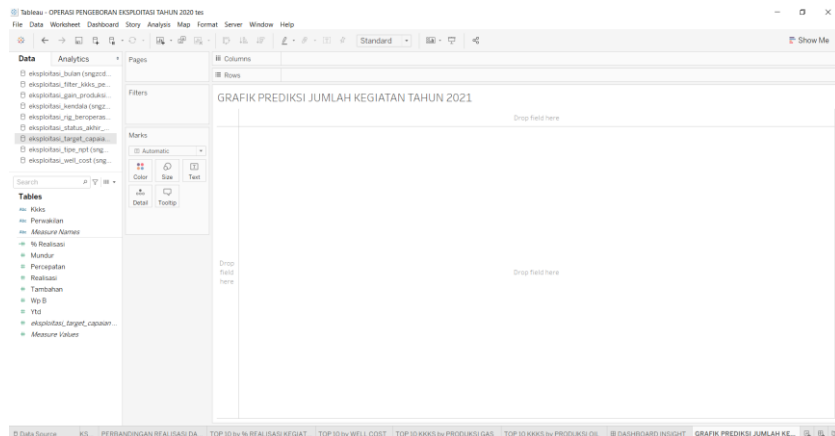 Tableau - OPERASI PENGEBORAN EKSPLOITASI TAHUN 2020 tes
File Data Worksheet Dashboard Story Analysis Map Format Server Window Help
Standard
Show Me
Data Analytics
Pages
Columns
Rows
eksploitasi_bulan (sngzcd...
eksploitasi_filter_kkks_pe...
eksploitasi_gain_produksi...
eksploitasi_kendala (sngz...
eksploitasi_rig_beroperas...
eksploitasi_status_akhir_...
eksploitasi_target_capaia...
eksploitasi_tipe_npt (sng...
eksploitasi_well_cost (sng...
Search
Tables
Abc Kkks
Abc Perwakilan
Abc Measure Names
% Realisasi
Mundur
Percepatan
Realisasi
Tambahan
Wp B
Ytd
eksploitasi_target_capaian...
Measure Values
Filters
Marks
Automatic
Color Size Text
Detail Tooltip
GRAFIK PREDIKSI JUMLAH KEGIATAN TAHUN 2021
Drop field here
Drop
field
here
Drop field here
Data Source KS PERBANDINGAN REALISASI DA... TOP 10 by % REALISASI KEGIAT... TOP 10 by WELL COST TOP 10 KKKS by PRODUKSI GAS TOP 10 KKKS by PRODUKSI OIL DASHBOARD INSIGHT GRAFIK PREDIKSI JUMLAH KE...